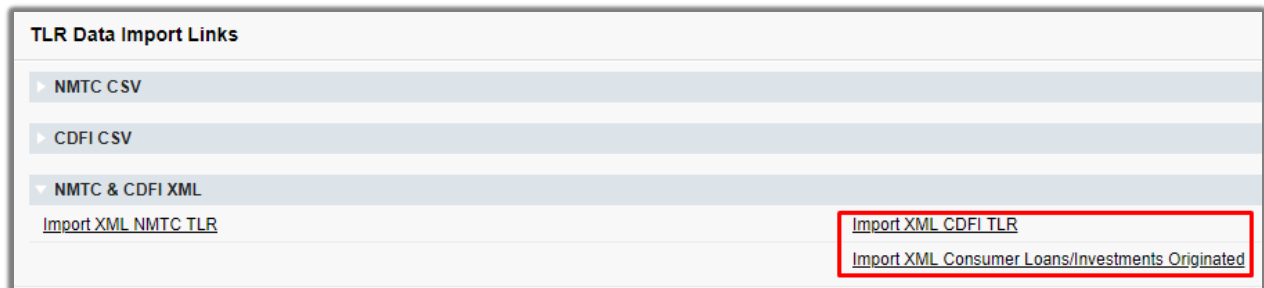 TLR Data Import Links
NMTC CSV
CDFI CSV
NMTC & CDFI XML
Import XML NMTC TLR
Import XML CDFI TLR
Import XML Consumer Loans/Investments Originated